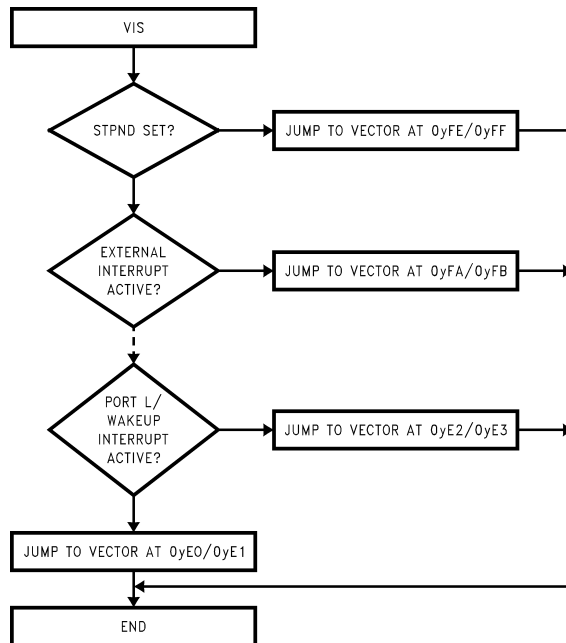 VIS
STPND SET?
JUMP TO VECTOR AT 0yFE/0yFF
EXTERNAL
INTERRUPT
ACTIVE?
JUMP TO VECTOR AT 0yFA/0yFB
PORT L/
WAKEUP
INTERRUPT
ACTIVE?
JUMP TO VECTOR AT 0yE2/0yE3
JUMP TO VECTOR AT 0yE0/0yE1
END